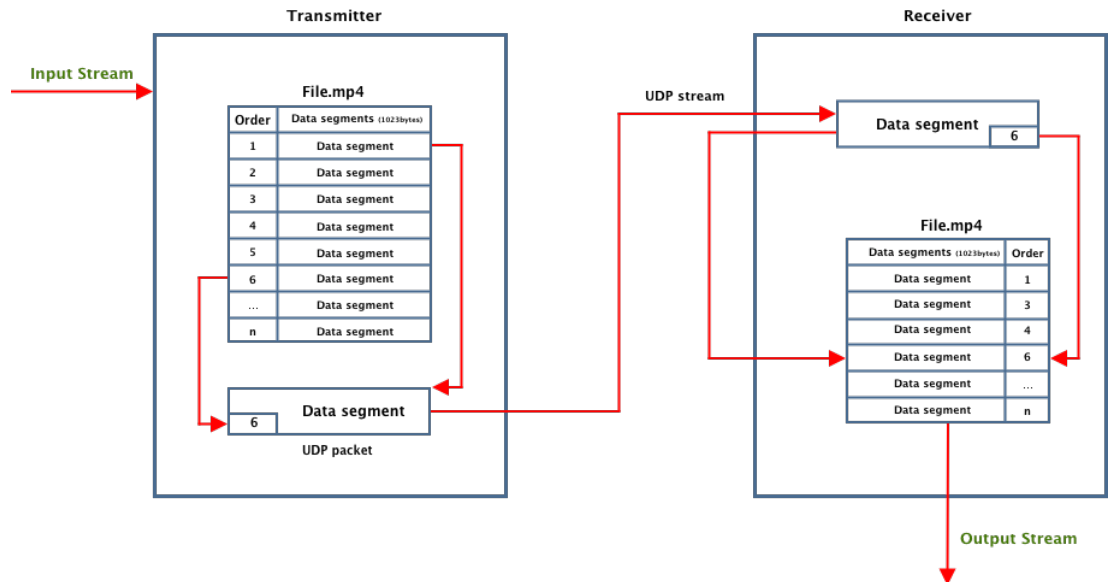 Transmitter
Receiver
Input Stream
File.mp4
Order Data segments (1023bytes)
1 Data segment
2 Data segment
3 Data segment
4 Data segment
5 Data segment
6 Data segment
... Data segment
n Data segment
Data segment
6
UDP packet
UDP stream
Data segment
6
File.mp4
Data segments (1023bytes) Order
Data segment 1
Data segment 3
Data segment 4
Data segment 6
Data segment ...
Data segment n
Output Stream